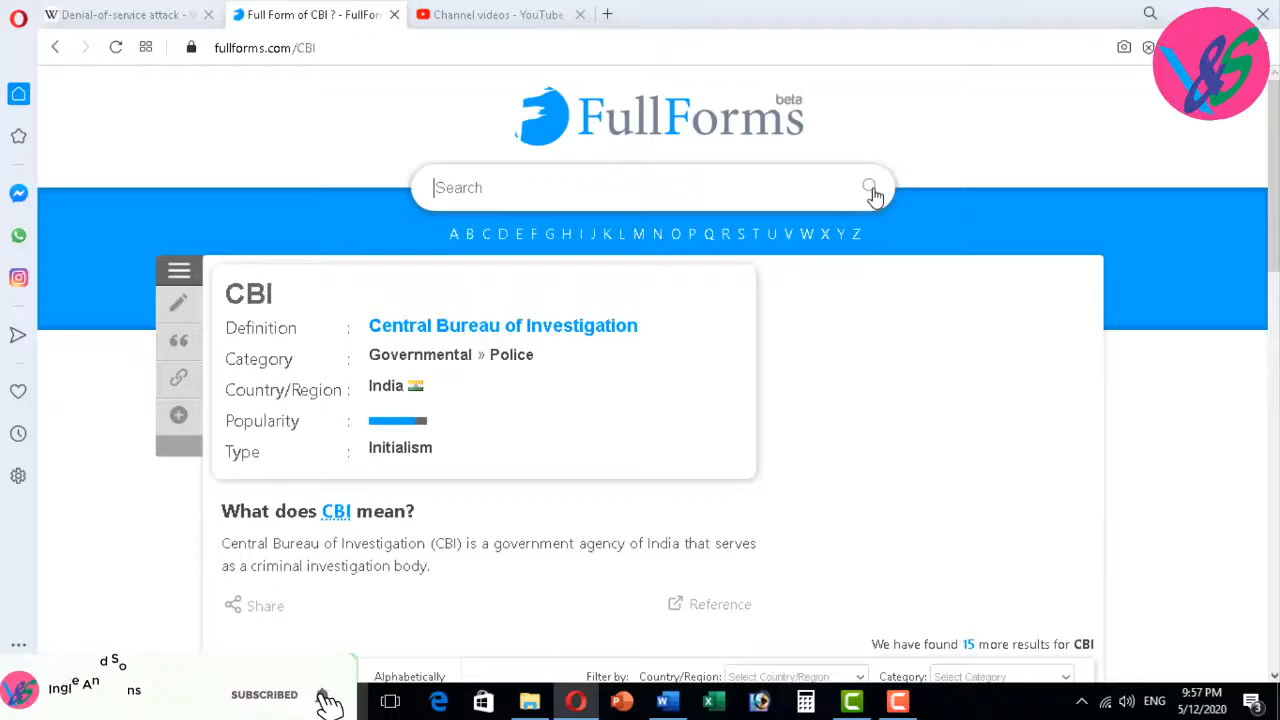 Denial-of-service attack - W
Full Form of CBI ? - FullFor
Channel videos - YouTube
fullforms.com/CBI
FullForms beta
Search
A B C D E F G H I J K L M N O P Q R S T U V W X Y Z
CBI
Definition : Central Bureau of Investigation
Category : Governmental » Police
Country/Region : India
Popularity :
Type : Initialism
What does CBI mean?
Central Bureau of Investigation (CBI) is a government agency of India that serves
as a criminal investigation body.
Share
Reference
We have found 15 more results for CBI
Alphabetically
Filter by: Country/Region: Select Country/Region
Category: Select Category
SUBSCRIBED
ENG
9:57 PM
5/12/2020
3